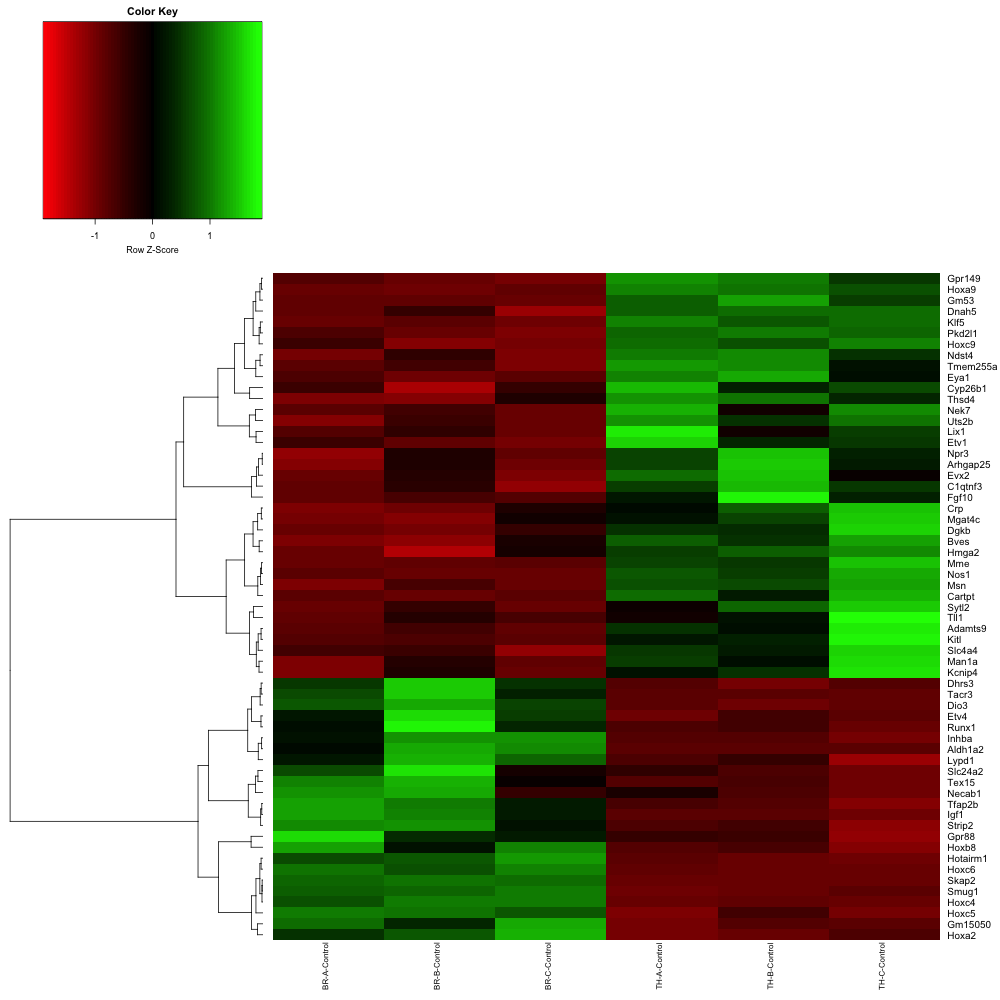 Color Key
-1 0 1
Row Z-Score
Gpr149
Hoxa9
Gm53
Dnah5
Klf5
Pkd2l1
Hoxc9
Ndst4
Tmem255a
Eya1
Cyp26b1
Thsd4
Nek7
Uts2b
Lix1
Etv1
Npr3
Arhgap25
Evx2
C1qtnf3
Fgf10
Crp
Mgat4c
Dgkb
Bves
Hmga2
Mme
Nos1
Msn
Cartpt
Sytl2
Tll1
Adamts9
Kitl
Slc4a4
Man1a
Kcnip4
Dhrs3
Tacr3
Dio3
Etv4
Runx1
Inhba
Aldh1a2
Lypd1
Slc24a2
Tex15
Necab1
Tfap2b
Igf1
Strip2
Gpr88
Hoxb8
Hotairm1
Hoxc6
Skap2
Smug1
Hoxc4
Hoxc5
Gm15050
Hoxa2
BR-A-Control
BR-B-Control
BR-C-Control
TH-A-Control
TH-B-Control
TH-C-Control